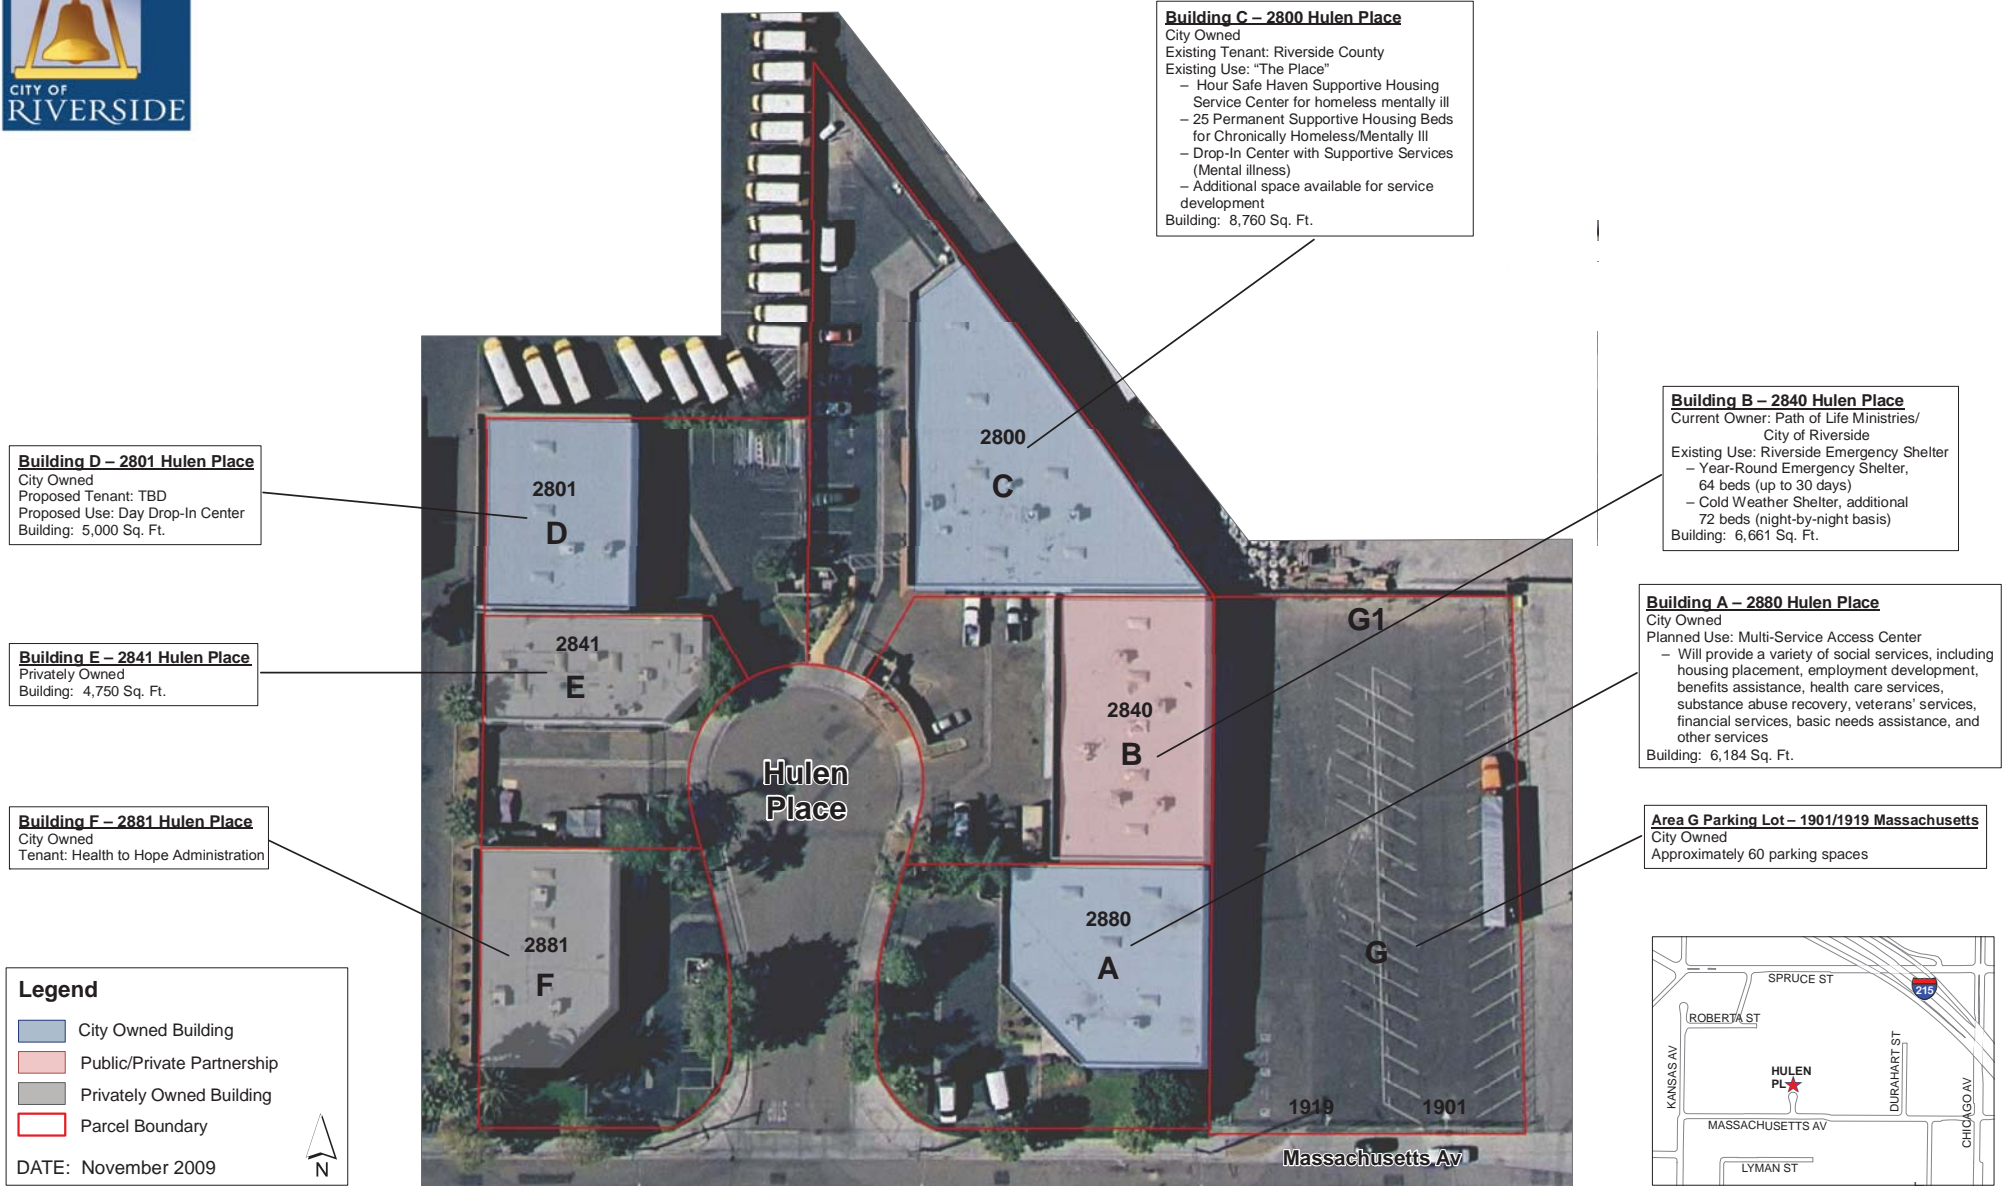 CITY OF
RIVERSIDE
Building C – 2800 Hulen Place
City Owned
Existing Tenant: Riverside County
Existing Use: “The Place”
– Hour Safe Haven Supportive Housing
Service Center for homeless mentally ill
– 25 Permanent Supportive Housing Beds
for Chronically Homeless/Mentally Ill
– Drop-In Center with Supportive Services
(Mental illness)
– Additional space available for service
development
Building: 8,760 Sq. Ft.
Building B – 2840 Hulen Place
Current Owner: Path of Life Ministries/
City of Riverside
Existing Use: Riverside Emergency Shelter
– Year-Round Emergency Shelter,
64 beds (up to 30 days)
– Cold Weather Shelter, additional
72 beds (night-by-night basis)
Building: 6,661 Sq. Ft.
Building A – 2880 Hulen Place
City Owned
Planned Use: Multi-Service Access Center
– Will provide a variety of social services, including
housing placement, employment development,
benefits assistance, health care services,
substance abuse recovery, veterans’ services,
financial services, basic needs assistance, and
other services
Building: 6,184 Sq. Ft.
Area G Parking Lot – 1901/1919 Massachusetts
City Owned
Approximately 60 parking spaces
Building D – 2801 Hulen Place
City Owned
Proposed Tenant: TBD
Proposed Use: Day Drop-In Center
Building: 5,000 Sq. Ft.
Building E – 2841 Hulen Place
Privately Owned
Building: 4,750 Sq. Ft.
Building F – 2881 Hulen Place
City Owned
Tenant: Health to Hope Administration
2800
C
2801
D
2841
E
2840
B
G1
Hulen
Place
2880
A
2881
F
G
1919
1901
Massachusetts Av
Legend
City Owned Building
Public/Private Partnership
Privately Owned Building
Parcel Boundary
DATE: November 2009
N
SPRUCE ST
215
ROBERTA ST
KANSAS AV
HULEN
PL
DURAHART ST
CHICAGO AV
MASSACHUSETTS AV
LYMAN ST